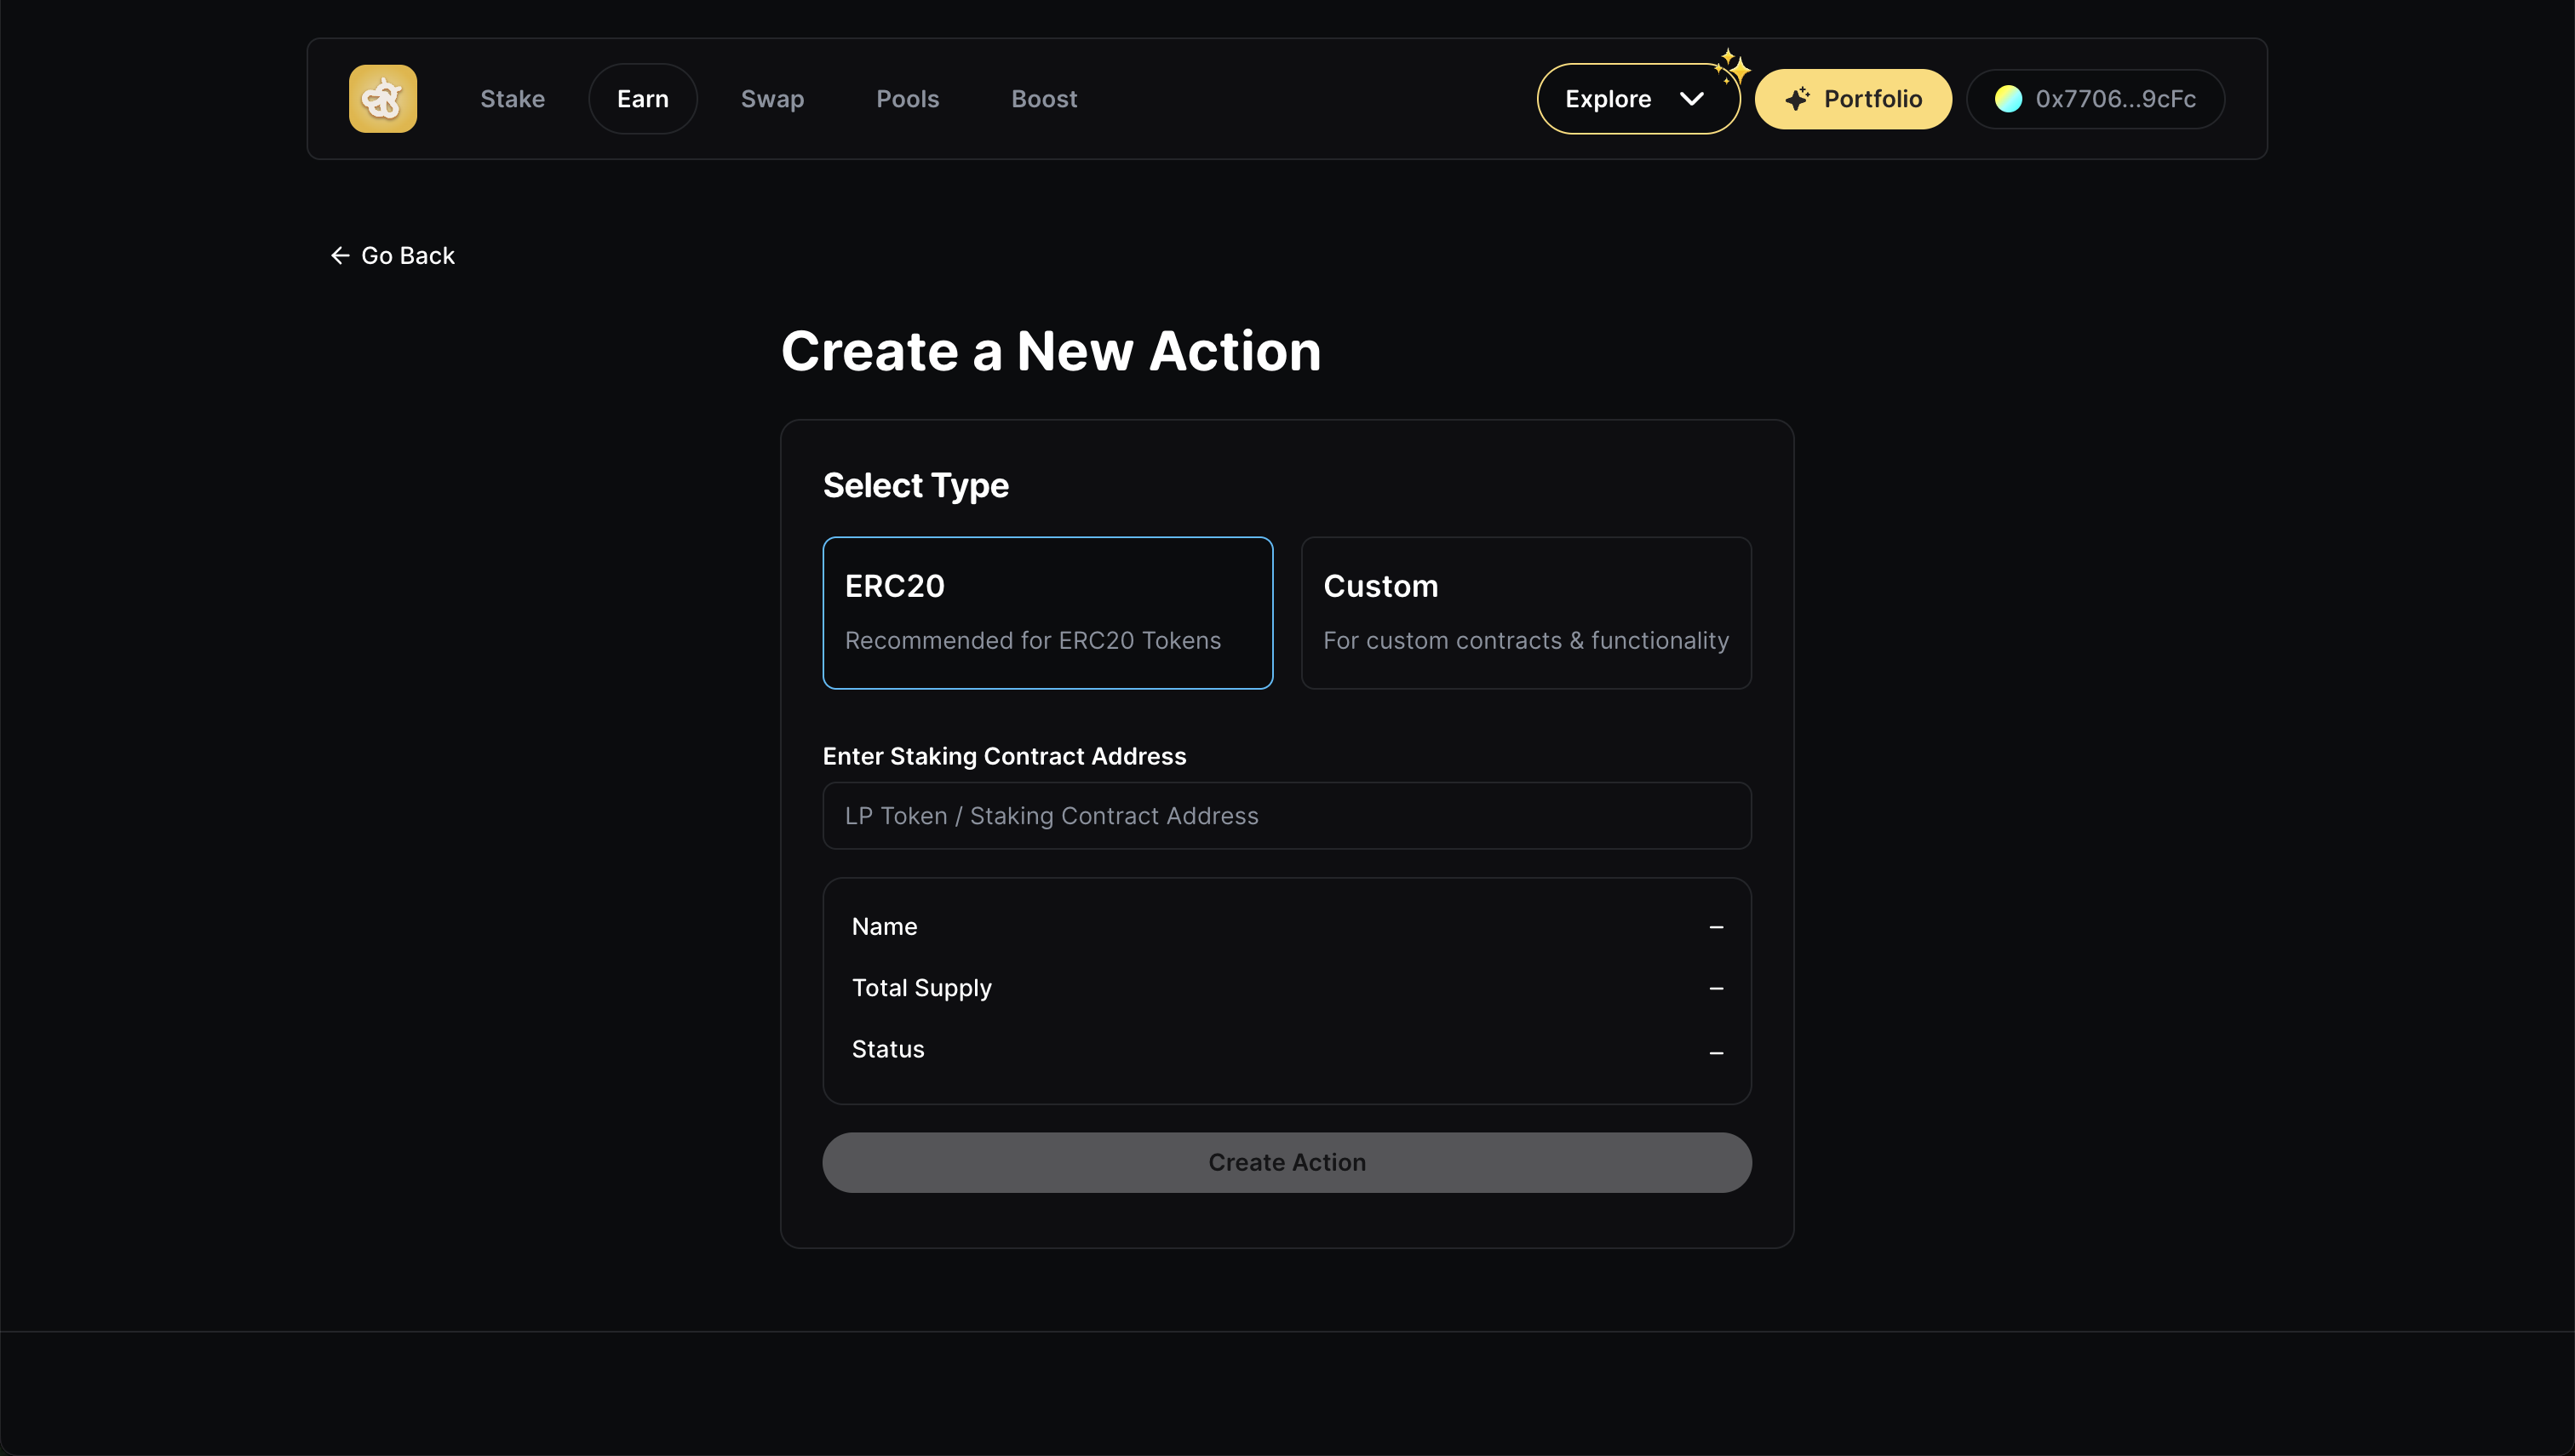 Stake
Earn
Swap
Pools
Boost
Explore
Portfolio
0x7706...9cFc
Go Back
Create a New Action
Select Type
ERC20
Recommended for ERC20 Tokens
Custom
For custom contracts & functionality
Enter Staking Contract Address
LP Token / Staking Contract Address
Name –
Total Supply –
Status –
Create Action